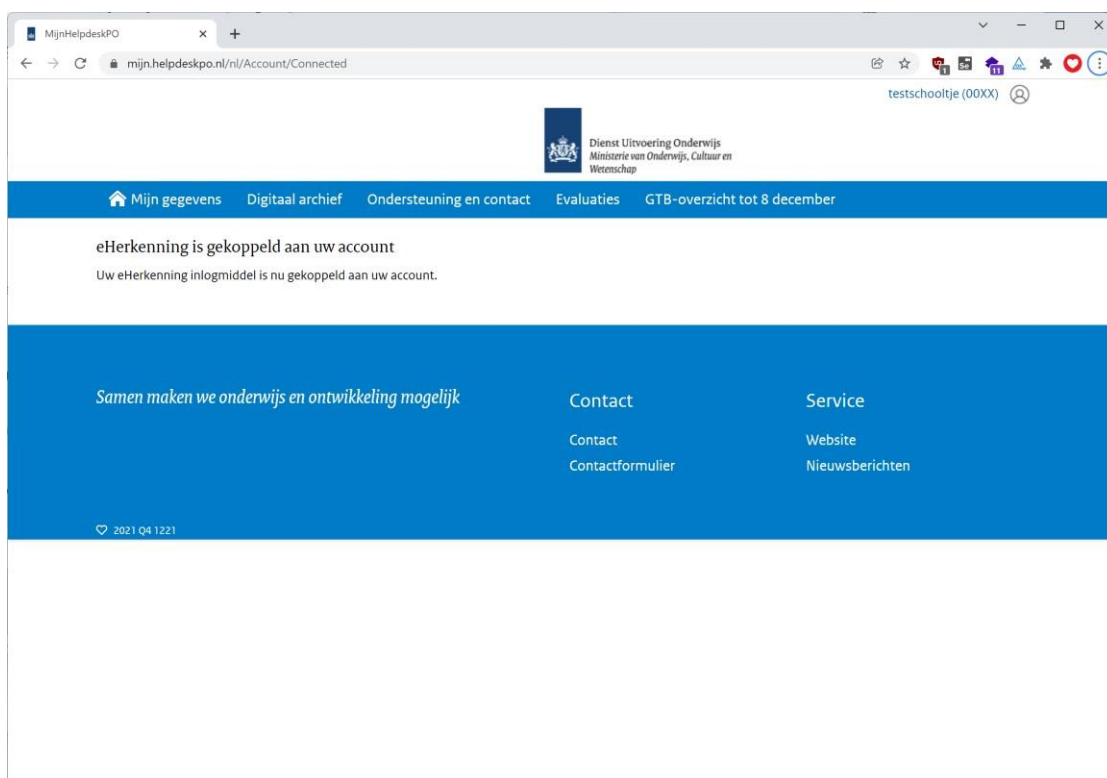 MijnHelpdeskPO
mijn.helpdeskpo.nl/nl/Account/Connected
1
Se
11
testschooltje (00XX)
Dienst Uitvoering Onderwijs
Ministerie van Onderwijs, Cultuur en
Wetenschap
Mijn gegevens Digitaal archief Ondersteuning en contact Evaluaties GTB-overzicht tot 8 december
eHerkenning is gekoppeld aan uw account
Uw eHerkenning inlogmiddel is nu gekoppeld aan uw account.
Samen maken we onderwijs en ontwikkeling mogelijk
Contact
Contact
Contactformulier
Service
Website
Nieuwsberichten
2021 Q4 1221